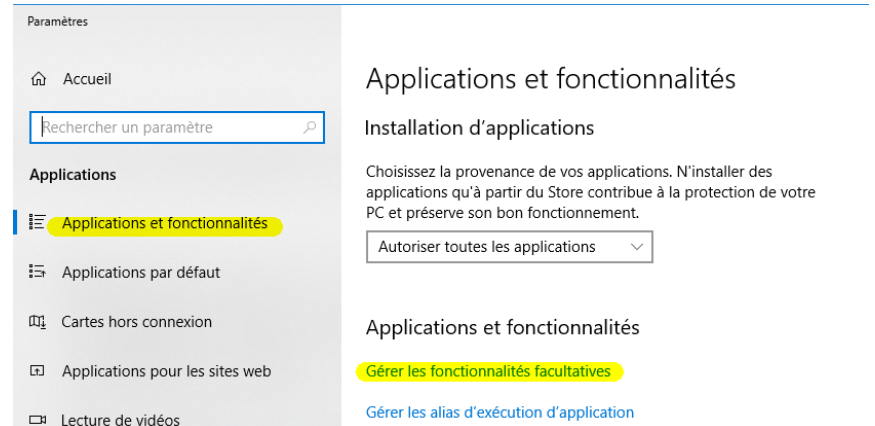 Paramètres
Accueil
Rechercher un paramètre
Applications
Applications et fonctionnalités
Applications par défaut
Cartes hors connexion
Applications pour les sites web
Lecture de vidéos
Applications et fonctionnalités
Installation d'applications
Choisissez la provenance de vos applications. N'installer des
applications qu'à partir du Store contribue à la protection de votre
PC et préserve son bon fonctionnement.
Autoriser toutes les applications
Applications et fonctionnalités
Gérer les fonctionnalités facultatives
Gérer les alias d'exécution d'application